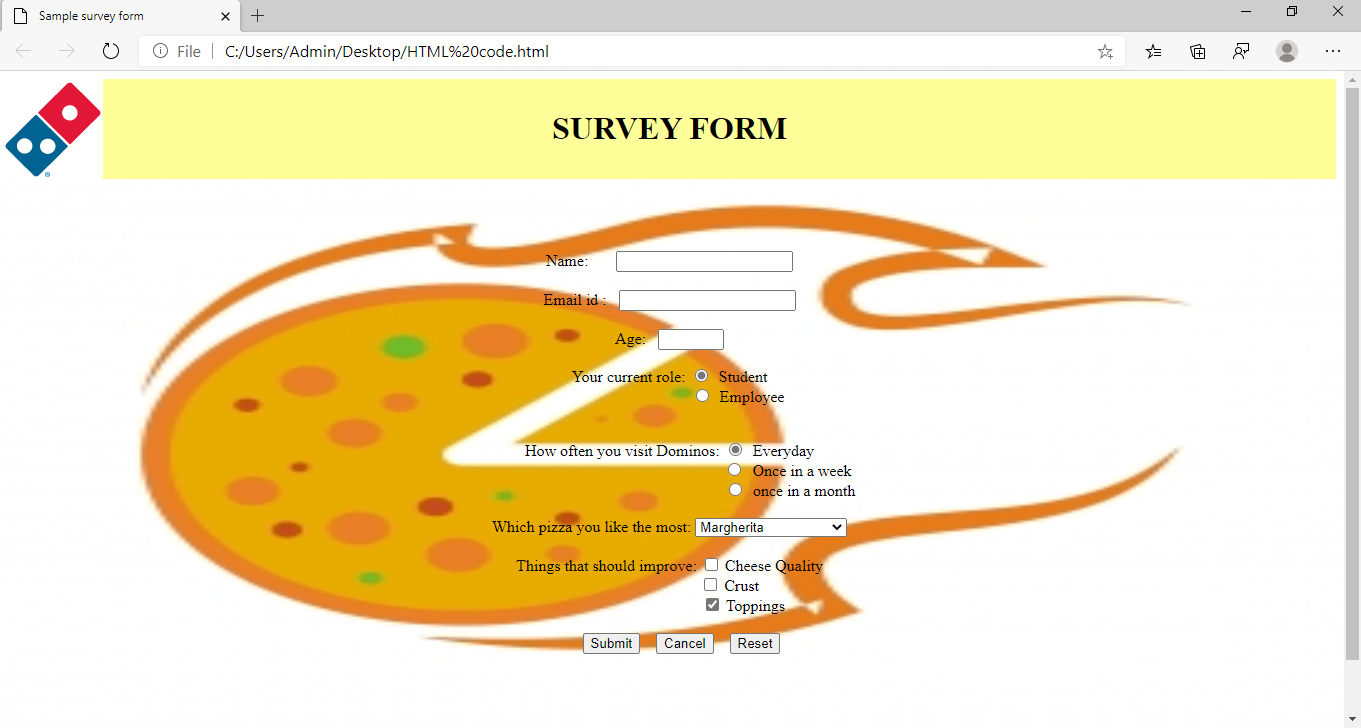 Sample survey form
File
C:/Users/Admin/Desktop/HTML%20code.html
SURVEY FORM
Name:
Email id :
Age:
Your current role: Student
Employee
How often you visit Dominos: Everyday
Once in a week
once in a month
Which pizza you like the most: Margherita
Things that should improve: Cheese Quality
Crust
Toppings
Submit Cancel Reset